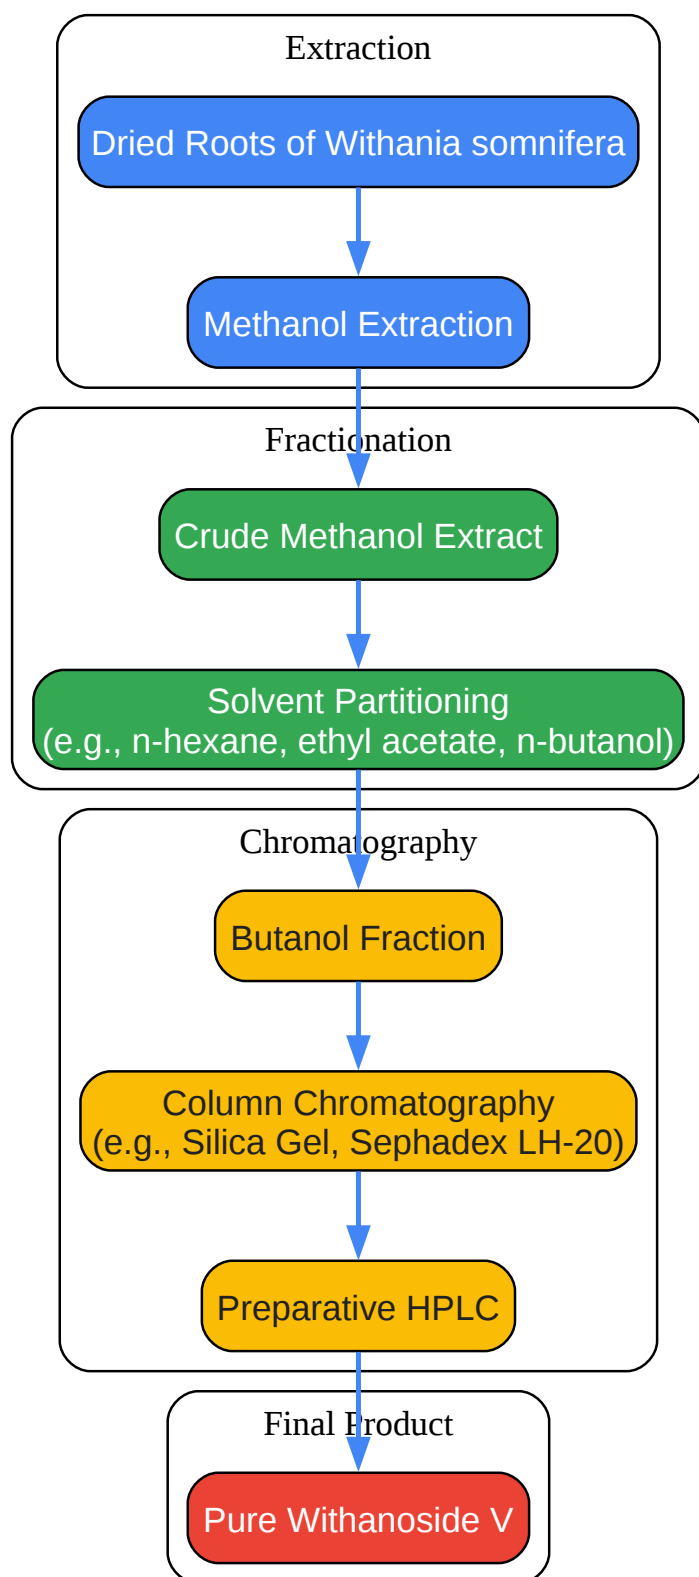 Extraction
Dried Roots of Withania somnifera
Methanol Extraction
Fractionation
Crude Methanol Extract
Solvent Partitioning
(e.g., n-hexane, ethyl acetate, n-butanol)
Chromatography
Butanol Fraction
Column Chromatography
(e.g., Silica Gel, Sephadex LH-20)
Preparative HPLC
Final Product
Pure Withanoside V